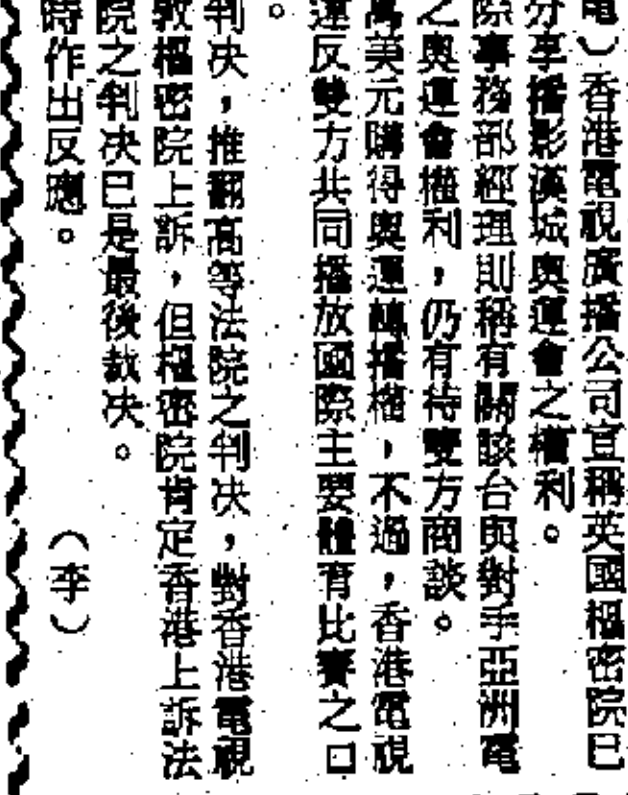 電）香港電視廣播公司宣稱英國樞密院已
分享播影漢城奧運會之權利。
際事務部經理則稱有關該台與對手亞洲電
之奧運會權利，仍有待雙方商談。
萬美元購得奧運轉播權，不過，香港電視
違反雙方共同播放國際主要體育比賽之口
。
判决，推翻高等法院之判决，對香港電視
敦樞密院上訴，但樞密院肯定香港上訴法
院之判决已是最後裁决。
時作出反應。　　（李）